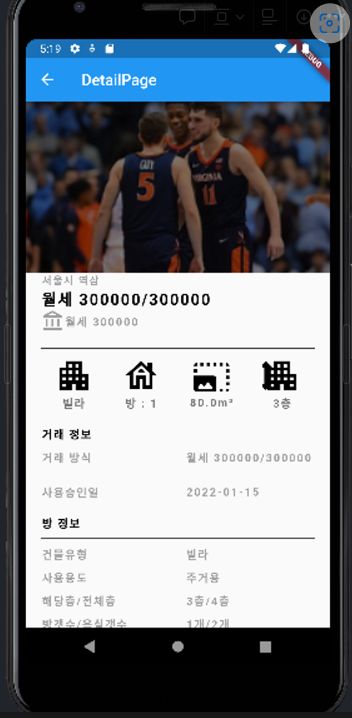 5:19
DEBUG
DetailPage
GUY
5
VIRGINIA
11
서울시 역삼
월세 300000/300000
월세 300000
빌라
방 : 1
80.0m²
3층
거래 정보
거래 방식
월세 300000/300000
사용승인일
2022-01-15
방 정보
건물유형
빌라
사용용도
주거용
해당층/전체층
3층/4층
방갯수/욕실갯수
1개/2개